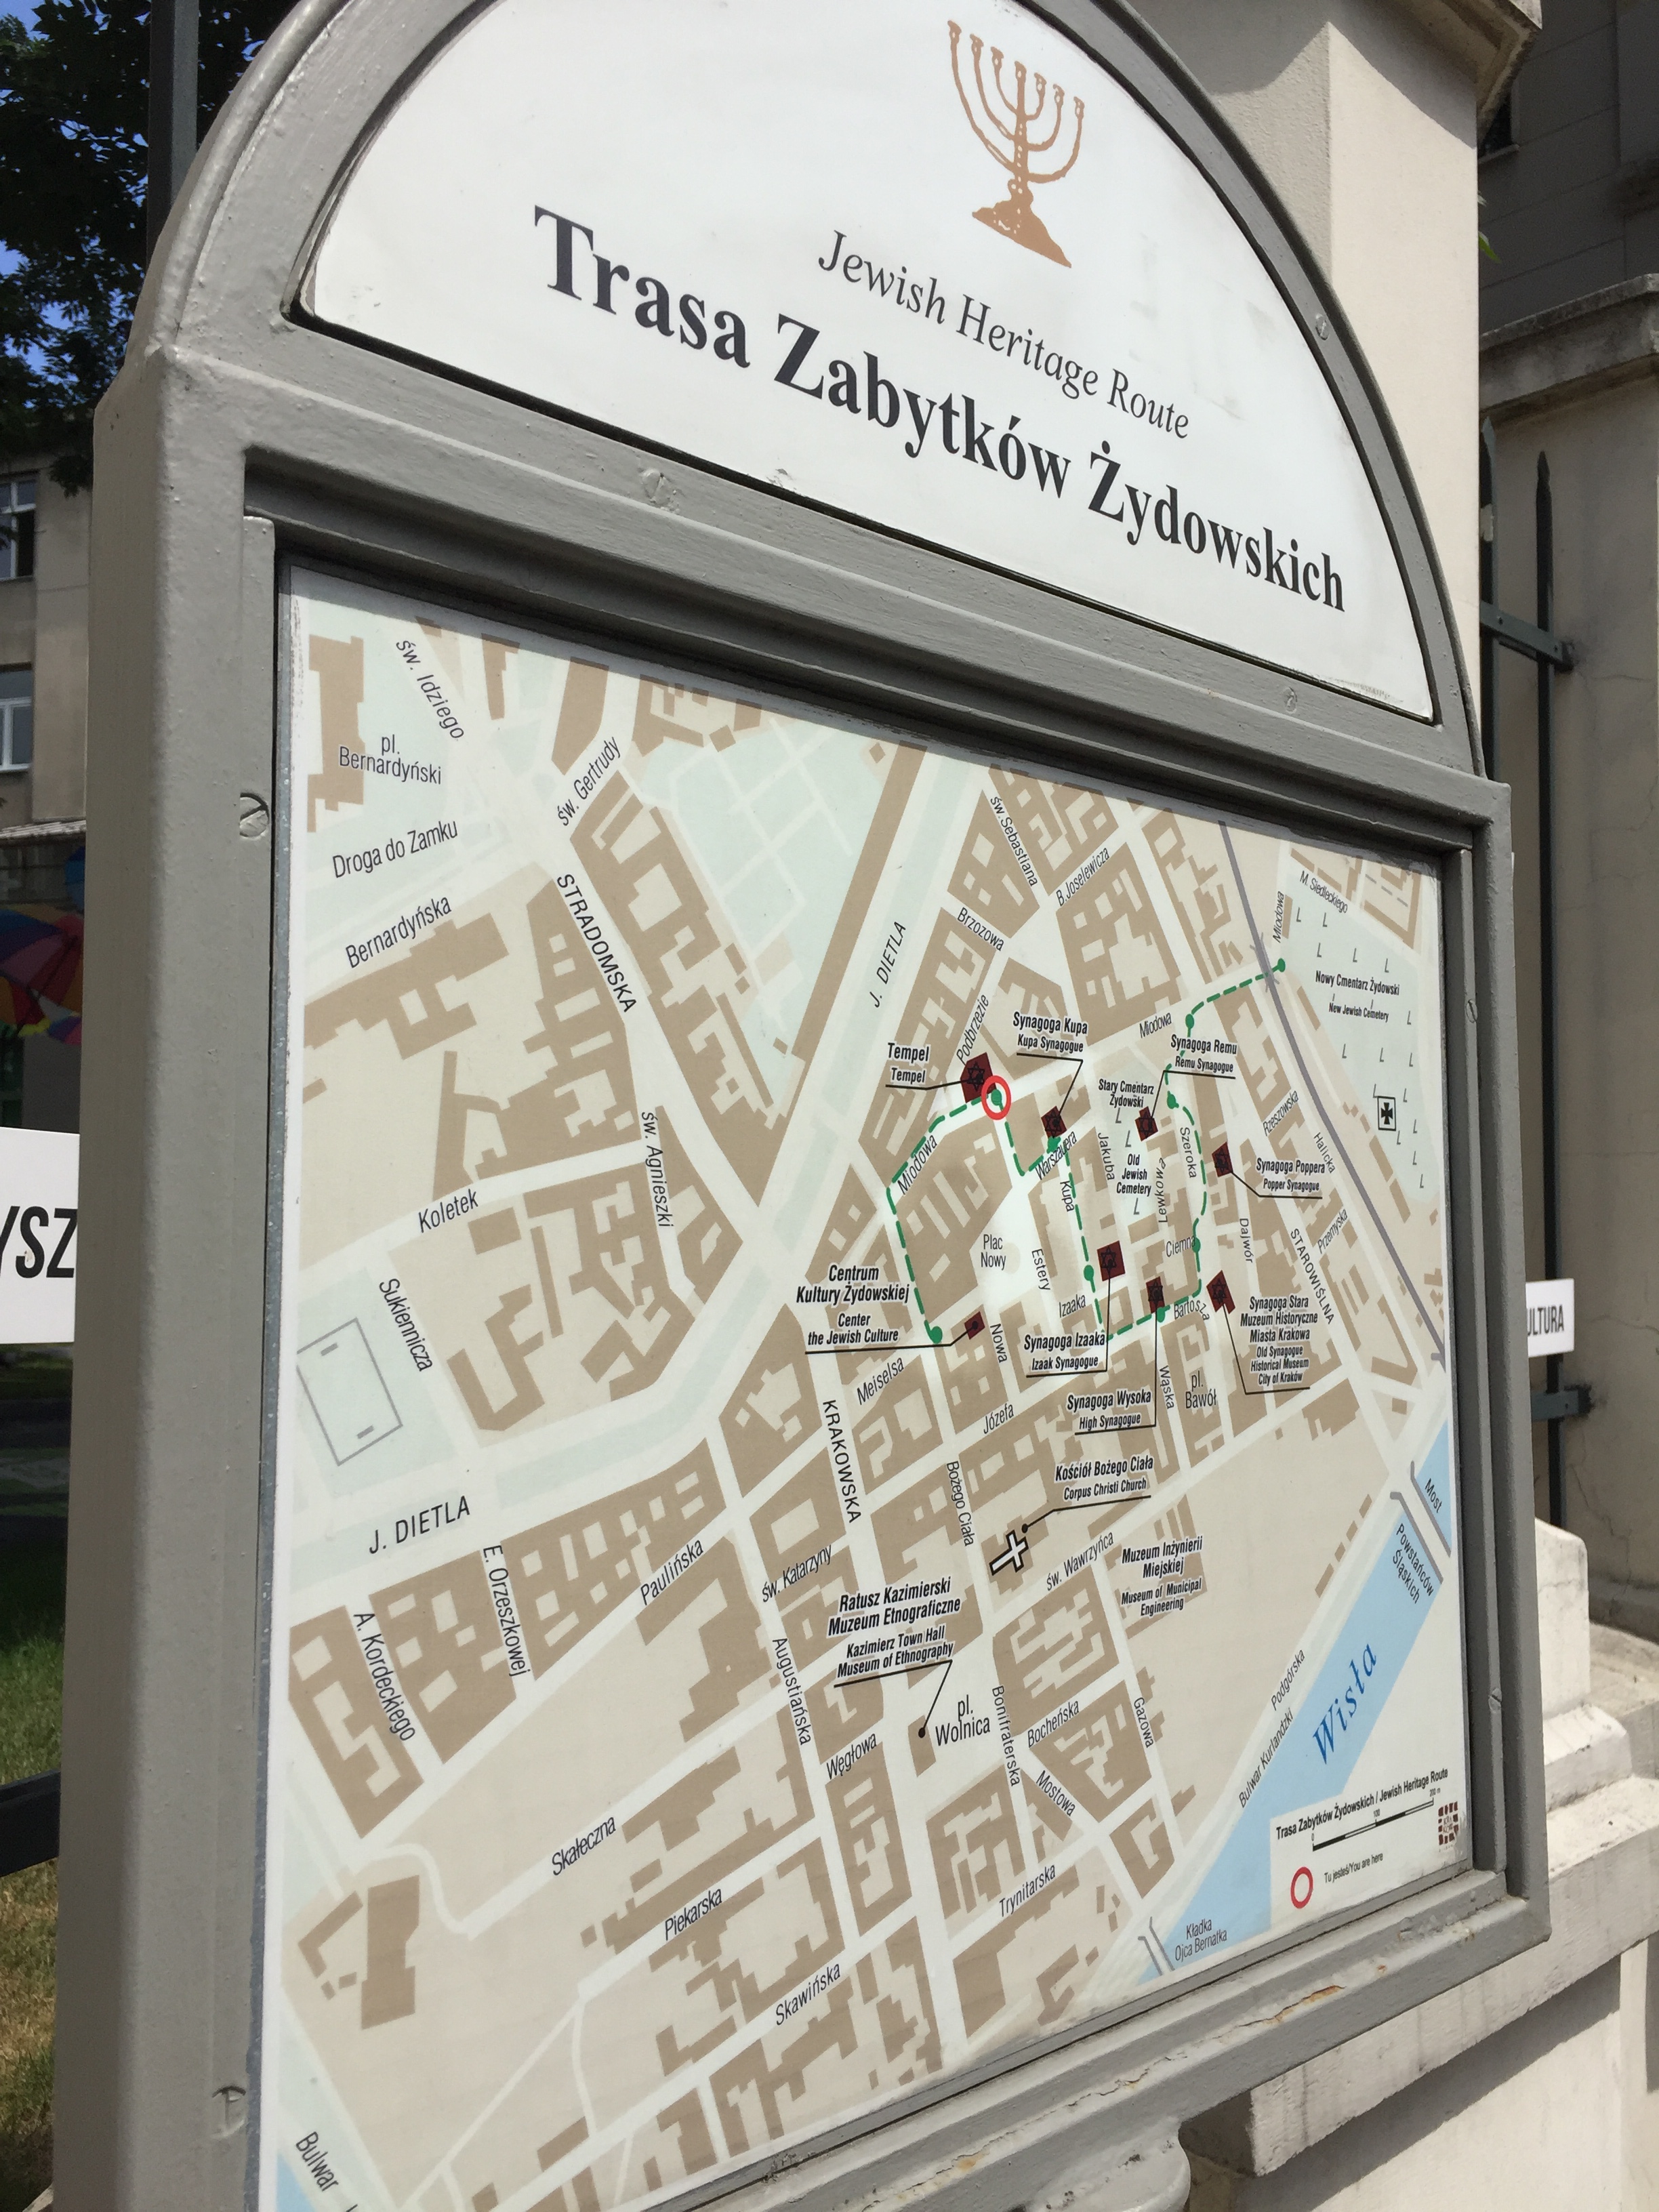 Jewish Heritage Route
Trasa Zabytków Żydowskich
św. Idziego
pl.
Bernardyński
św. Gertrudy
Droga do Zamku
Bernardyńska
STRADOMSKA
J. DIETLA
św. Sebastiana
B. Joselewicza
Brzozowa
Podbrzezie
M. Siedleckiego
Miodowa
Nowy Cmentarz Żydowski
New Jewish Cemetery
Synagoga Kupa
Kupa Synagogue
Miodowa
Synagoga Remu
Remu Synagogue
Tempel
Tempel
Stary Cmentarz
Żydowski
Old
Jewish
Cemetery
Miodowa
Warszauera
Jakuba
Kupa
Szeroka
Lewkowa
Rzeszowska
Halicka
Synagoga Poppera
Popper Synagogue
św. Agnieszki
Koletek
Plac
Nowy
Estery
Ciemna
Dajwór
STAROWIŚLNA
Przemyska
Sukiennicza
Centrum
Kultury Żydowskiej
Center
the Jewish Culture
Izaaka
Nowa
Bartosza
Synagoga Izaaka
Izaak Synagogue
Synagoga Stara
Muzeum Historyczne
Miasta Krakowa
Old Synagogue
Historical Museum
City of Kraków
Meiselsa
Synagoga Wysoka
High Synagogue
Wąska
pl.
Bawół
Józefa
KRAKOWSKA
Bożego Ciała
Kościół Bożego Ciała
Corpus Christi Church
Most
Powstańców
Śląskich
J. DIETLA
E. Orzeszkowej
Paulińska
św. Katarzyny
św. Wawrzyńca
Muzeum Inżynierii
Miejskiej
Museum of Municipal
Engineering
Ratusz Kazimierski
Muzeum Etnograficzne
Kazimierz Town Hall
Museum of Ethnography
A. Kordeckiego
Augustiańska
pl.
Wolnica
Bonifraterska
Bocheńska
Gazowa
Węgłowa
Mostowa
Podgórska
Bulwar Kurlandzki
Wisła
Skałeczna
Piekarska
Trynitarska
Skawińska
Kładka
Ojca Bernatka
Trasa Zabytków Żydowskich / Jewish Heritage Route
0 100 200 m
Tu jesteś/You are here
Bulwar
YSZ
ULTURA